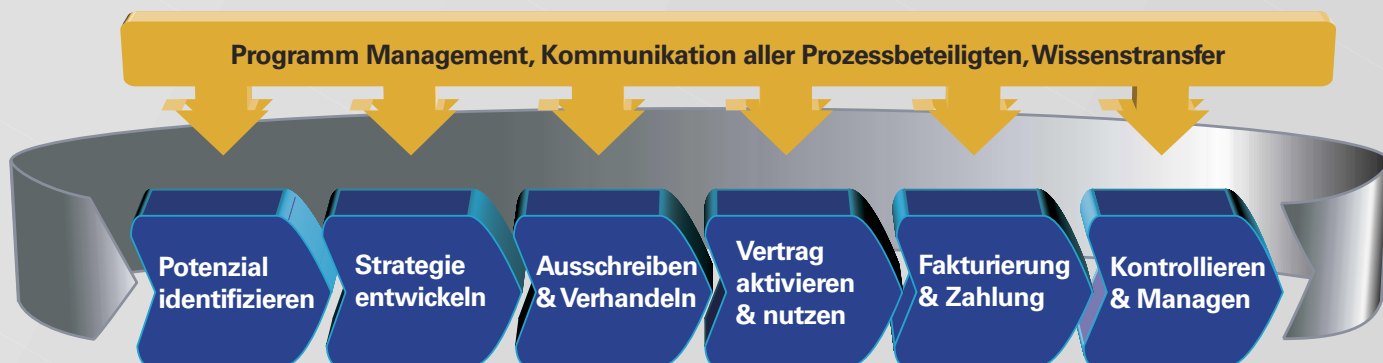 Programm Management, Kommunikation aller Prozessbeteiligten, Wissenstransfer
Potenzial
identifizieren
Strategie
entwickeln
Ausschreiben
& Verhandeln
Vertrag
aktivieren
& nutzen
Fakturierung
& Zahlung
Kontrollieren
& Managen